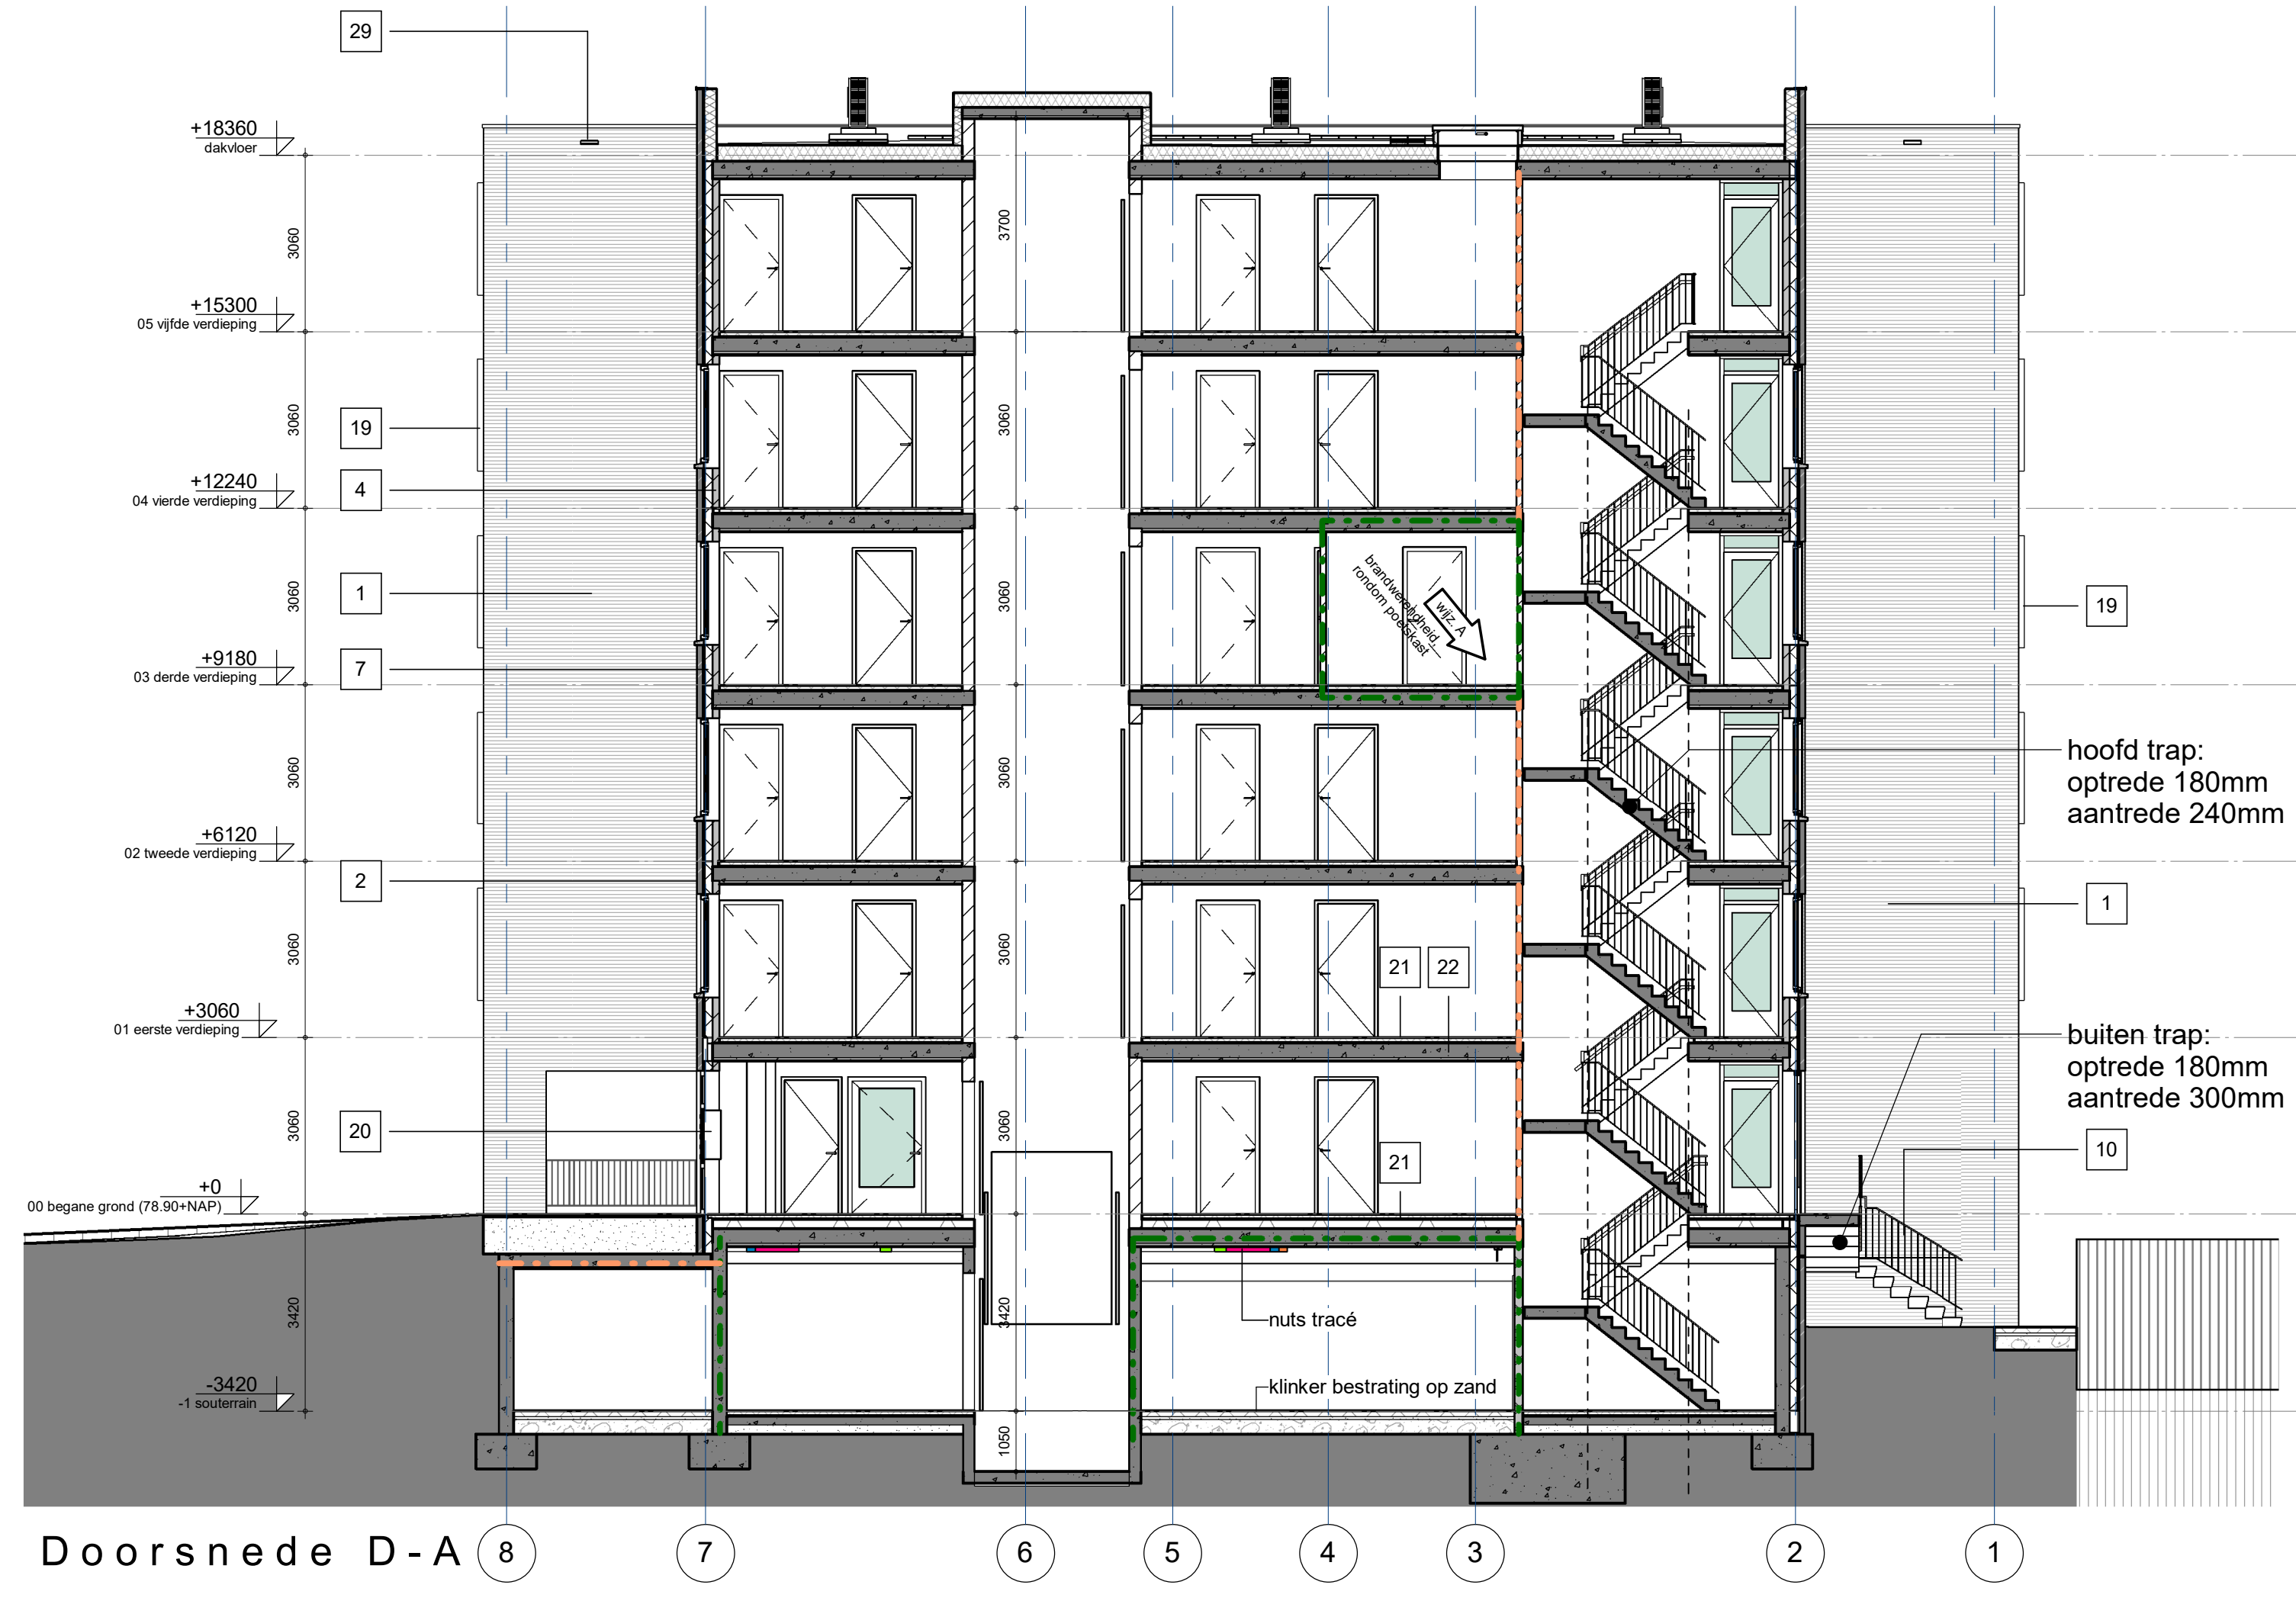 29
+18360
dakvloer
3060
3700
+15300
05 vijfde verdieping
19
3060
3060
4
+12240
04 vierde verdieping
brandwerendheid
rondom poetskast
wijz. A
1
3060
3060
19
7
+9180
03 derde verdieping
3060
3060
hoofd trap:
optrede 180mm
aantrede 240mm
+6120
02 tweede verdieping
2
1
3060
3060
21
22
+3060
01 eerste verdieping
buiten trap:
optrede 180mm
aantrede 300mm
20
3060
3060
21
10
+0
00 begane grond (78.90+NAP)
3420
3420
nuts tracé
klinker bestrating op zand
-3420
-1 souterrain
1050
Doorsnede D-A
8
7
6
5
4
3
2
1